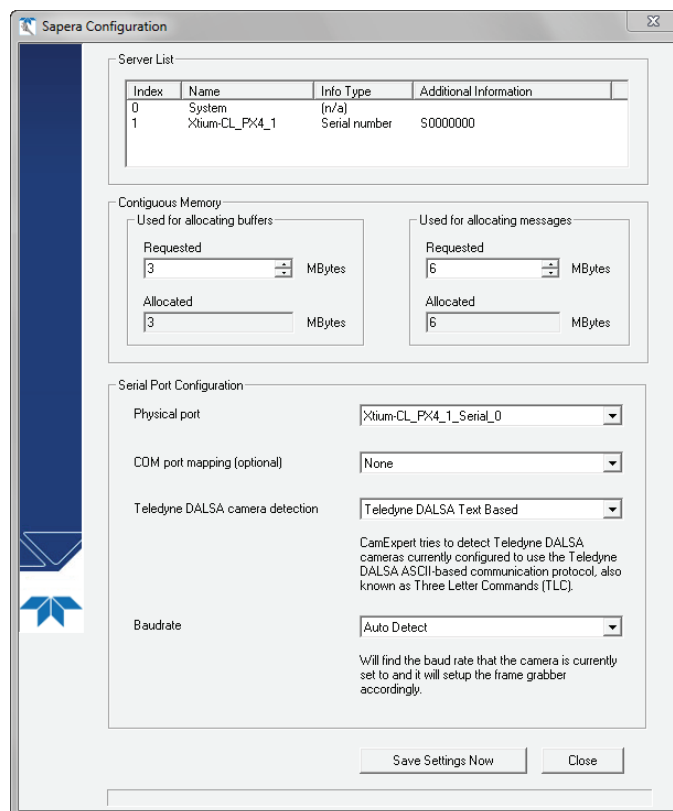 Sapera Configuration
Server List
Index Name Info Type Additional Information
0 System (n/a)
1 Xtium-CL_PX4_1 Serial number S0000000
Contiguous Memory
Used for allocating buffers Used for allocating messages
Requested Requested
3 MBytes 6 MBytes
Allocated Allocated
3 MBytes 6 MBytes
Serial Port Configuration
Physical port Xtium-CL_PX4_1_Serial_0
COM port mapping (optional) None
Teledyne DALSA camera detection Teledyne DALSA Text Based
CamExpert tries to detect Teledyne DALSA
cameras currently configured to use the Teledyne
DALSA ASCII-based communication protocol, also
known as Three Letter Commands (TLC).
Baudrate Auto Detect
Will find the baud rate that the camera is currently
set to and it will setup the frame grabber
accordingly.
Save Settings Now Close